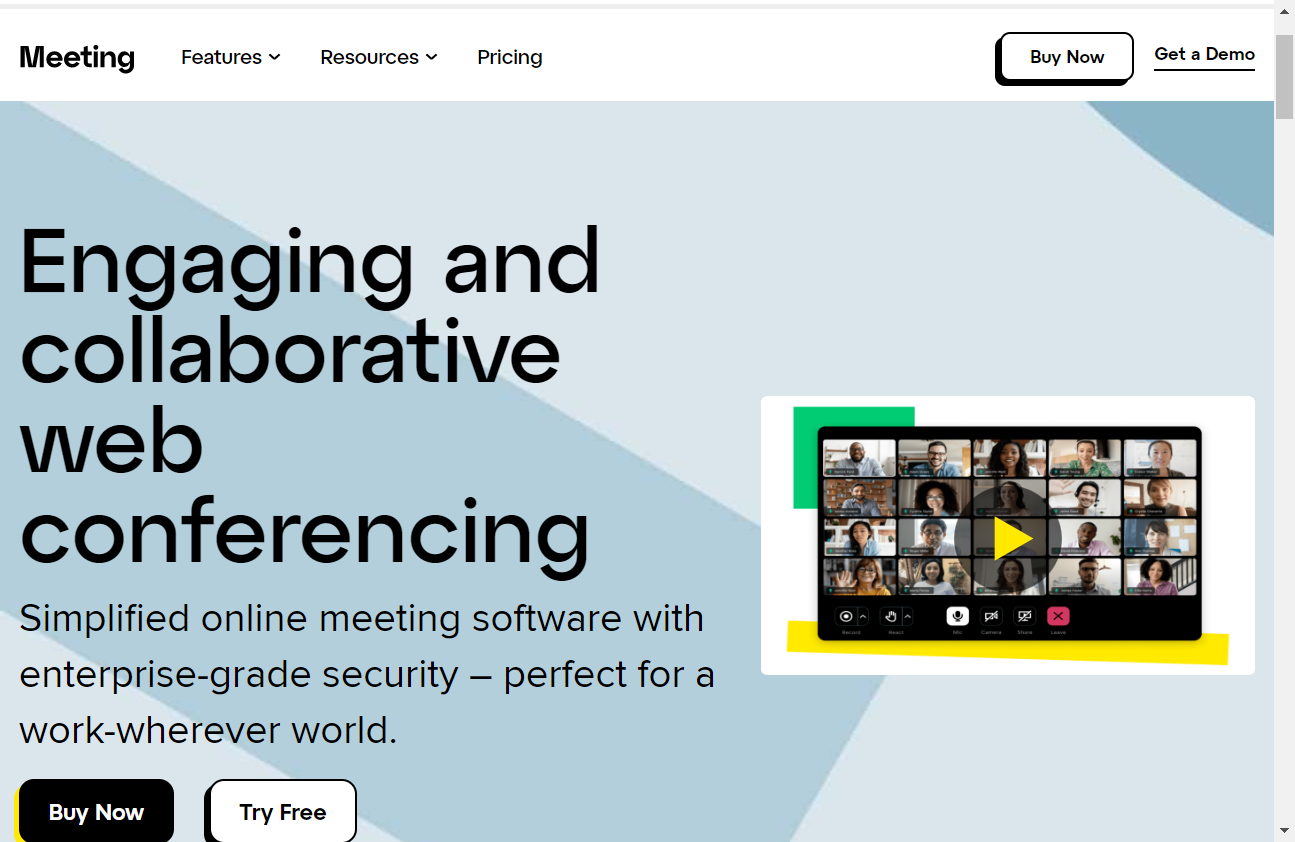 Meeting
Features
Resources
Pricing
Buy Now
Get a Demo
Engaging and
collaborative
web
conferencing
Simplified online meeting software with
enterprise-grade security – perfect for a
work-wherever world.
Record
React
Mic
Camera
Share
Leave
Buy Now
Try Free